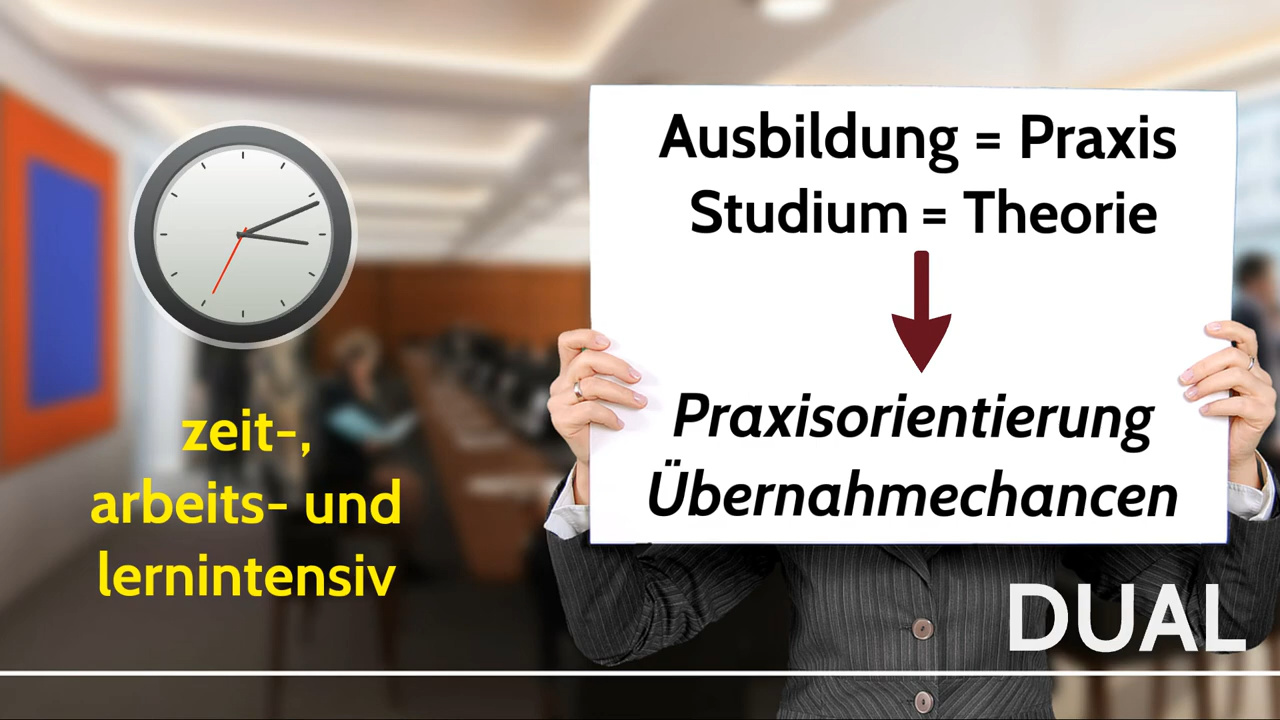 zeit-,
arbeits- und
lernintensiv
Ausbildung = Praxis
Studium = Theorie
Praxisorientierung
Übernahmechancen
DUAL